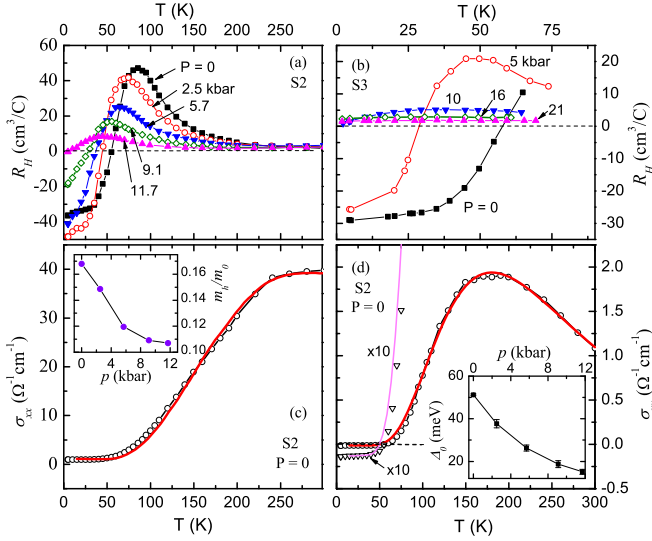 T (K)
T (K)
0 50 100 150 200 250
0 25 50 75
60
40
20
0
-20
-40
R_H (cm³/C)
(a)
S2
P = 0
2.5 kbar
5.7
9.1
11.7
(b)
S3
5 kbar
10
16
21
P = 0
20
10
0
-10
-20
-30
R_H (cm³/C)
40
30
20
10
0
σ_xx (Ω⁻¹ cm⁻¹)
0.16
0.14
0.12
0.10
m_h/m_0
0 4 8 12
p (kbar)
(c)
S2
P = 0
(d)
S2
P = 0
x10
x10
2.0
1.5
1.0
0.5
0.0
-0.5
(Ω⁻¹ cm⁻¹)
p (kbar)
0 4 8 12
60
40
20
Δ_0 (meV)
0 50 100 150 200 250
0 50 100 150 200 250 300
T (K)
T (K)